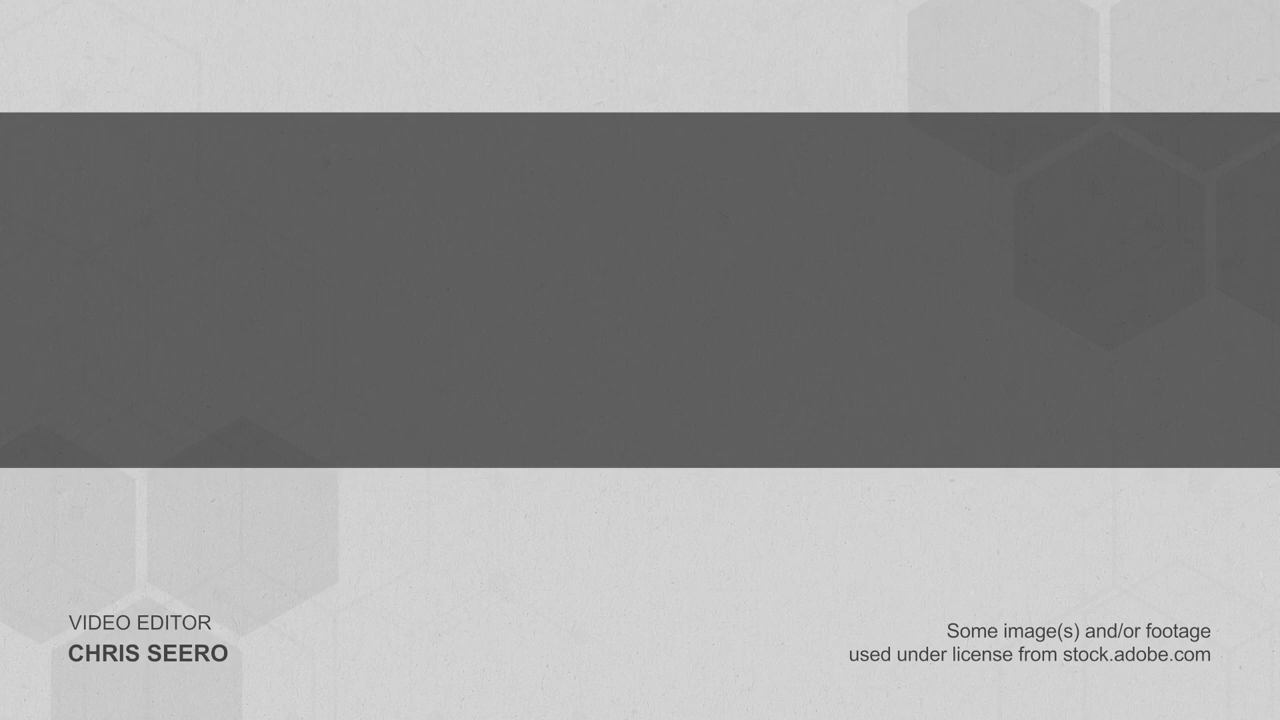 VIDEO EDITOR
CHRIS SEERO
Some image(s) and/or footage
used under license from stock.adobe.com